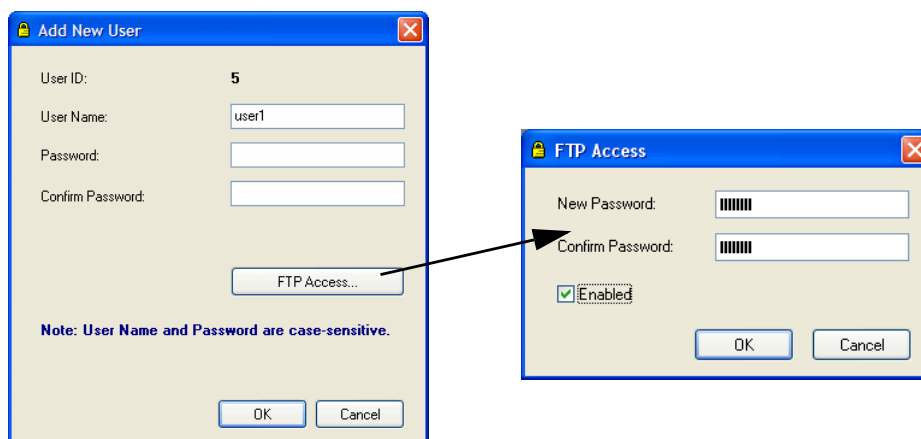 Add New User
User ID: 5
User Name: user1
Password:
Confirm Password:
FTP Access...
Note: User Name and Password are case-sensitive.
OK Cancel
FTP Access
New Password:
Confirm Password:
Enabled
OK Cancel